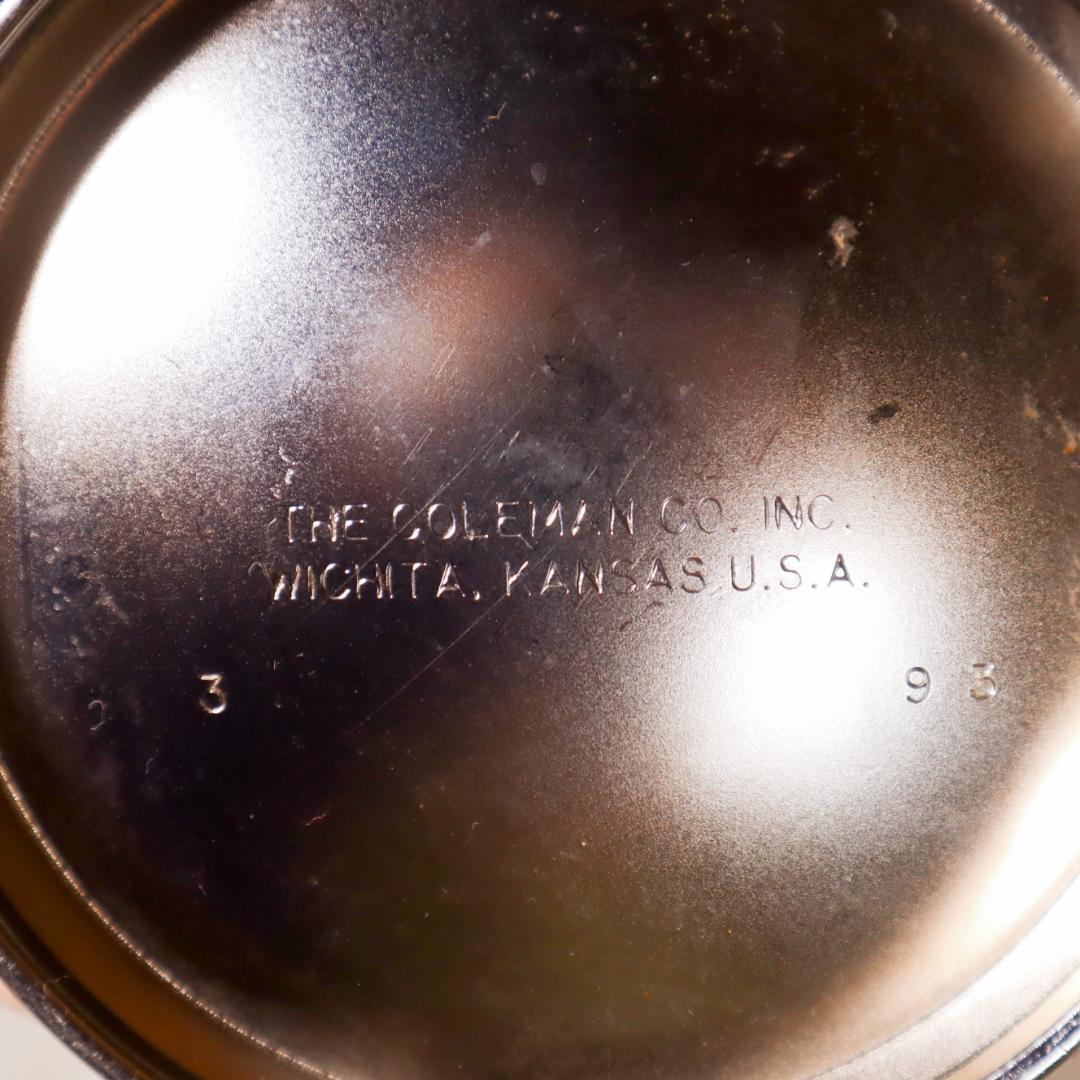 THE COLEMAN CO. INC.
WICHITA, KANSAS U.S.A.
3 9 3